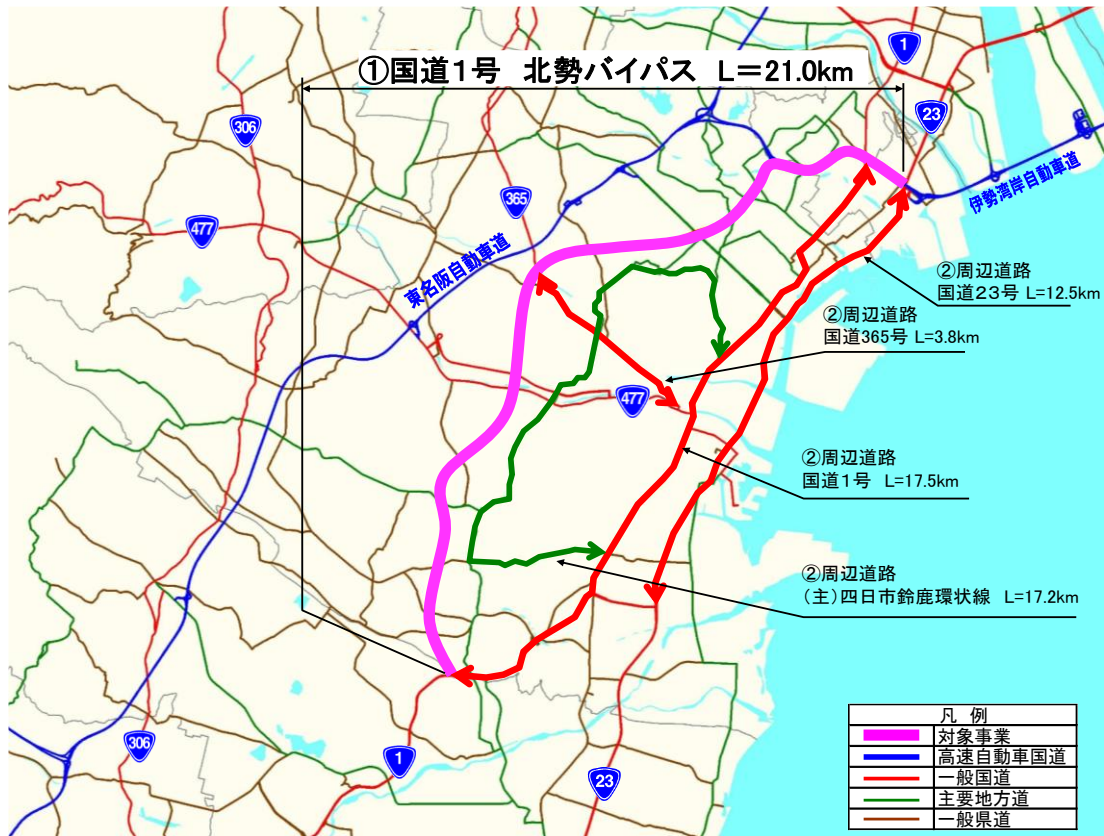 ①国道1号 北勢バイパス L=21.0km
1
23
306
365
477
東名阪自動車道
伊勢湾岸自動車道
②周辺道路
国道23号 L=12.5km
②周辺道路
国道365号 L=3.8km
477
②周辺道路
国道1号 L=17.5km
②周辺道路
(主)四日市鈴鹿環状線 L=17.2km
306
1
23
凡 例
対象事業
高速自動車国道
一般国道
主要地方道
一般県道